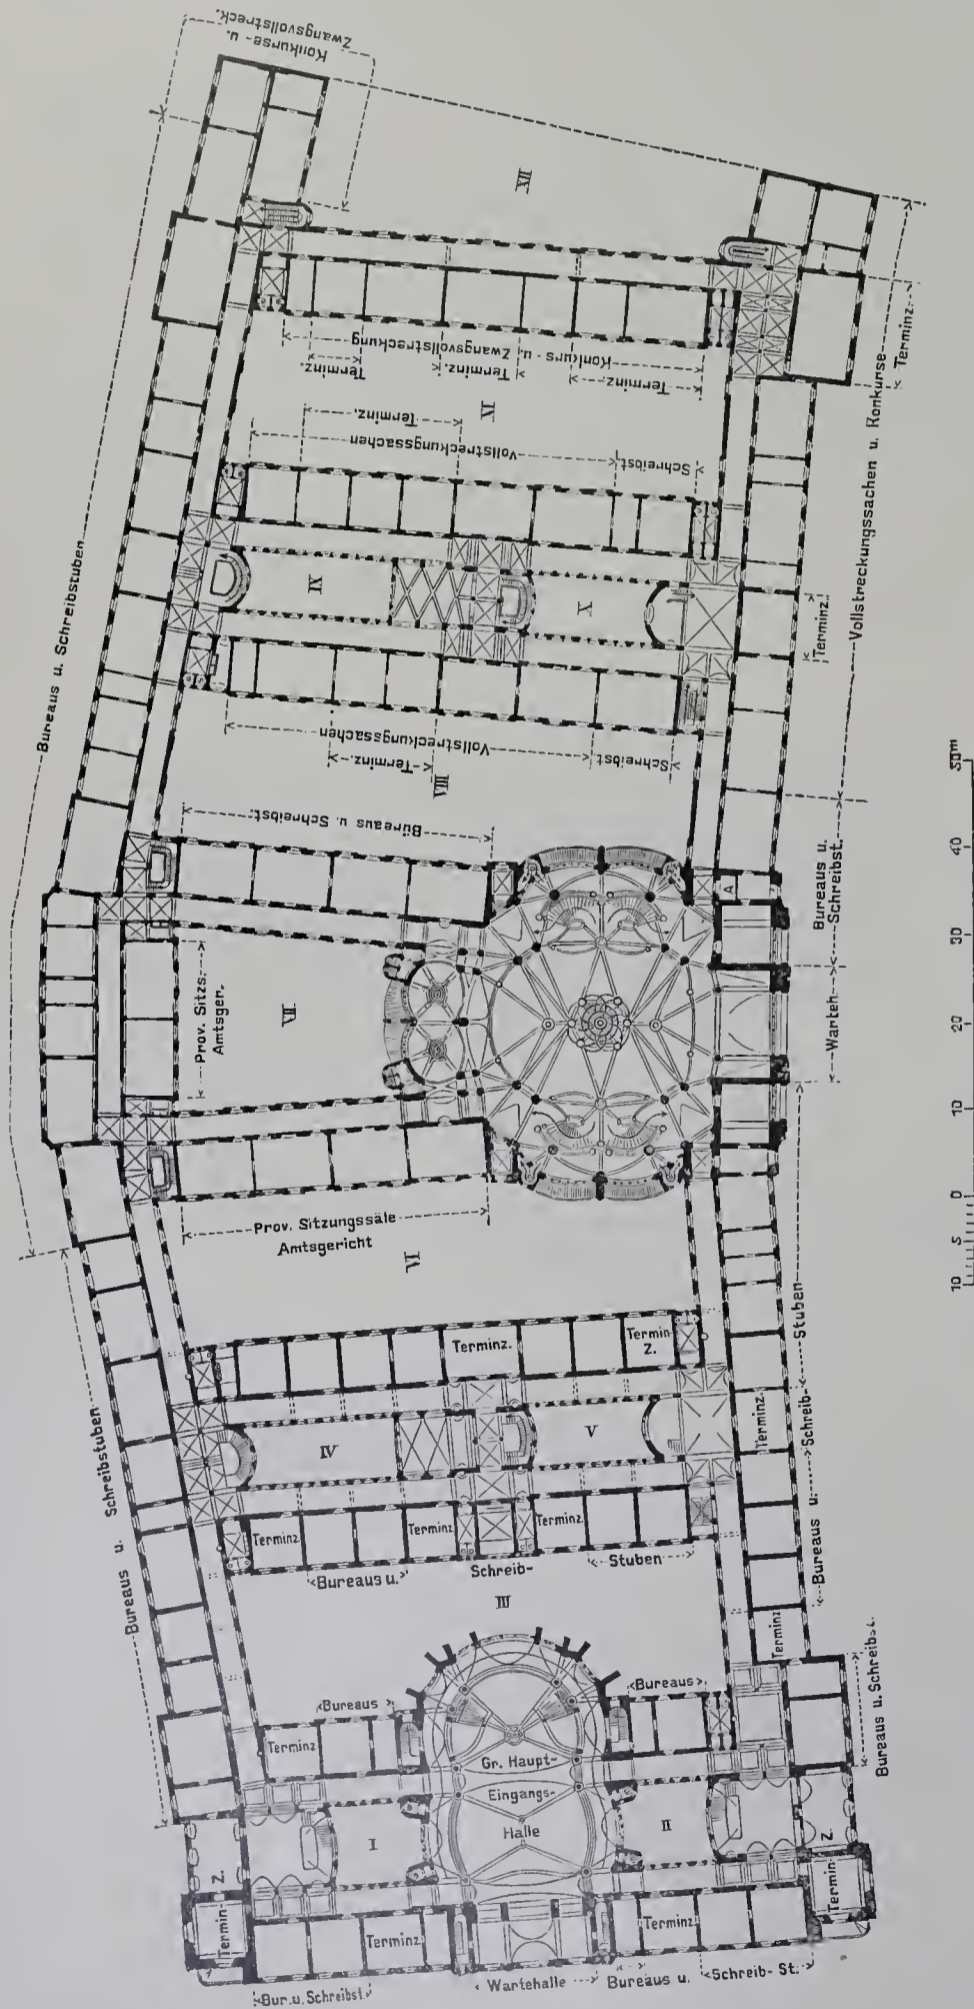 Konkurse - u.
Zwangsvollstreck.
XII
Bureaus u. Schreibstuben
Konkurs - u. Zwangsvollstreckung
Terminz.
Terminz.
Terminz.
XI
Terminz.
Vollstreckungssachen
Schreibst.
Terminz.
Vollstreckungssachen u. Konkurse
IX
X
Terminz.
Vollstreckungssachen
Schreibst.
Terminz.
VIII
Büreaus u. Schreibst.
Bureaus u.
Schreibst.
A
Prov. Sitzs.
Amtsger.
VII
Warteh.
Prov. Sitzungssäle
Amtsgericht
VI
Bureaus u. Schreibstuben
Terminz.
Termin-
Z.
IV
V
Terminz.
Terminz.
Terminz
Terminz.
Bureaus u.
Schreib-
Stuben
Bureaus u. Schreib- Stuben
III
Terminz.
Bureaus
Bureaus
Terminz.
Gr. Haupt-
Eingangs-
Halle
I
II
Bureaus u. Schreibst.
Termin- Z.
Termin- Z.
Terminz.
Terminz.
Bur. u. Schreibst.
Wartehalle
Bureaus u. Schreib- St.
10 5 0 10 20 30 40 50m